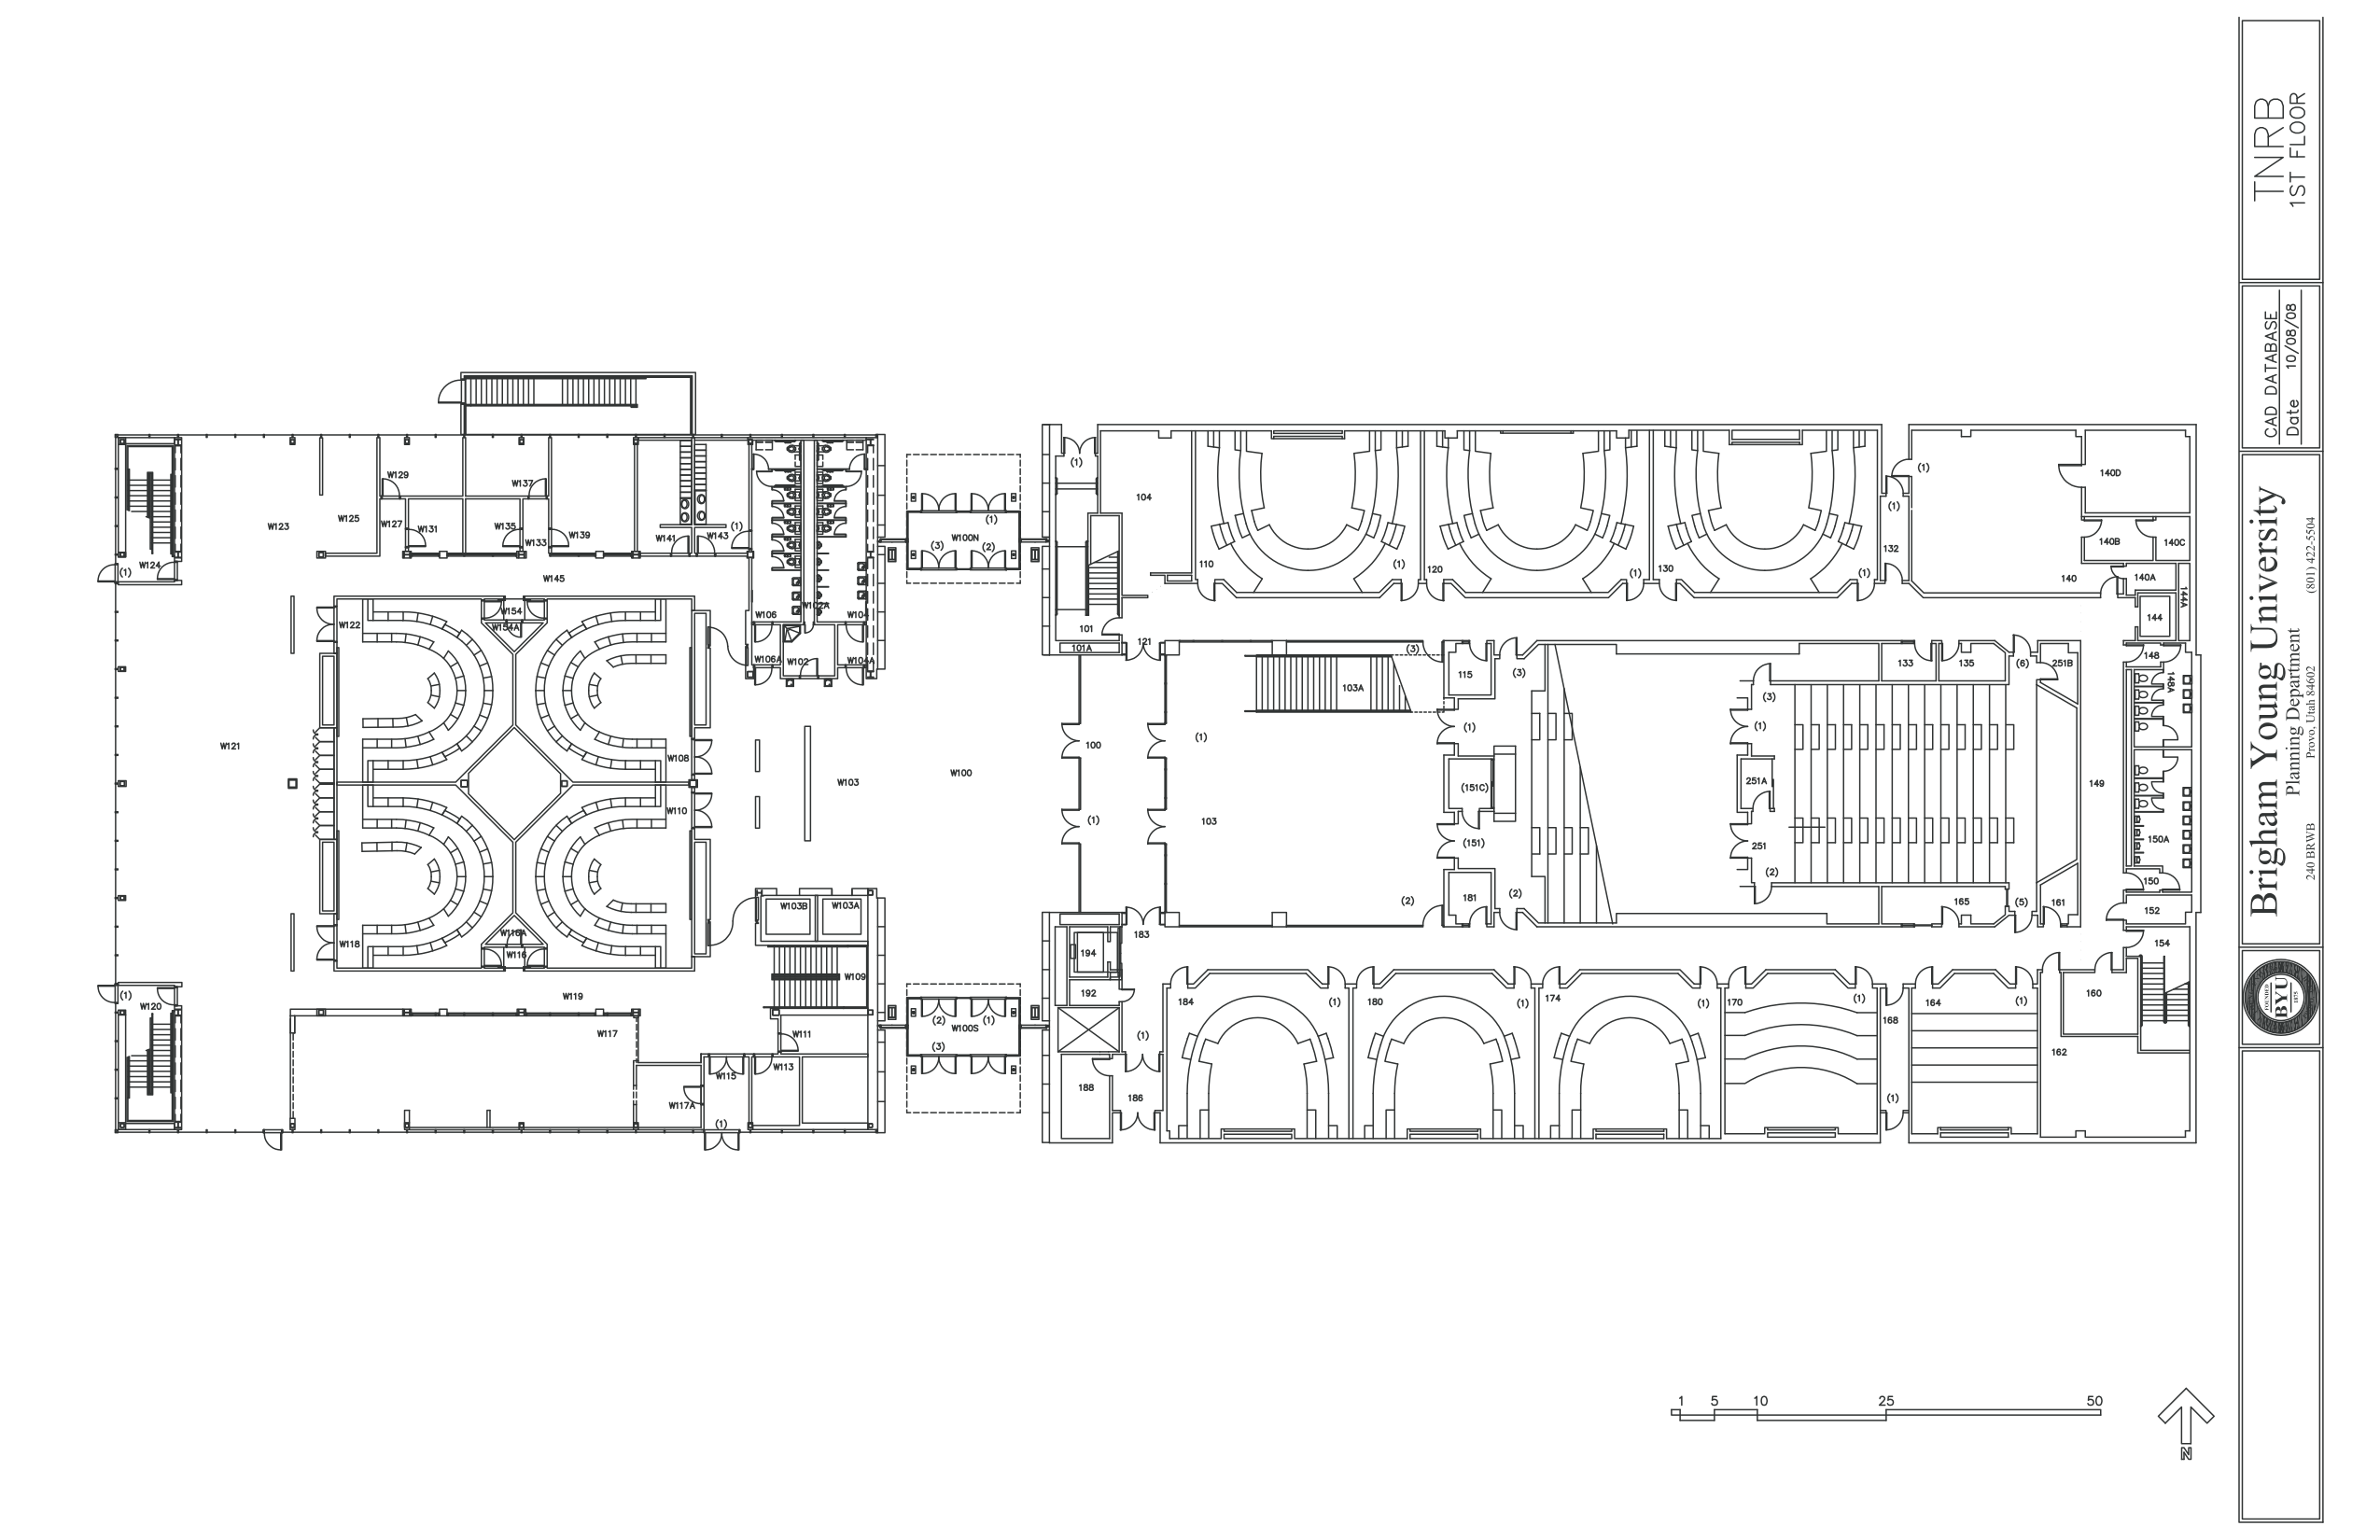 TNRB
1ST FLOOR
CAD DATABASE
Date 10/08/08
Brigham Young University
Planning Department
240 BRWB Provo, Utah 84602 (801) 422-5504
FOUNDED
BYU
1875
W129
W137
W123
W125
W127
W131
W135
W133
W139
W141
W143
(1)
W124
(1)
W145
W106
W102A
W104
W106A
W102
W104A
W122
W154
W154A
W121
W108
W110
W103
W100
W118
W116A
W116
W103B
W103A
W109
W120
(1)
W119
W117
W111
W113
W115
W117A
(1)
(1)
W100N
(3)
(2)
(2)
(1)
W100S
(3)
(1)
104
101
101A
121
110
(1)
120
(1)
130
(1)
132
(1)
(1)
140D
140B
140C
140
140A
144A
144
148
148A
(3)
103A
115
(3)
133
135
(6)
251B
100
(1)
(1)
103
(1)
(151C)
(151)
(3)
(1)
251A
251
(2)
149
150A
150
(2)
181
(2)
165
(5)
161
152
154
183
194
192
(1)
188
186
184
(1)
180
(1)
174
(1)
170
(1)
168
(1)
164
(1)
160
162
1 5 10 25 50
N